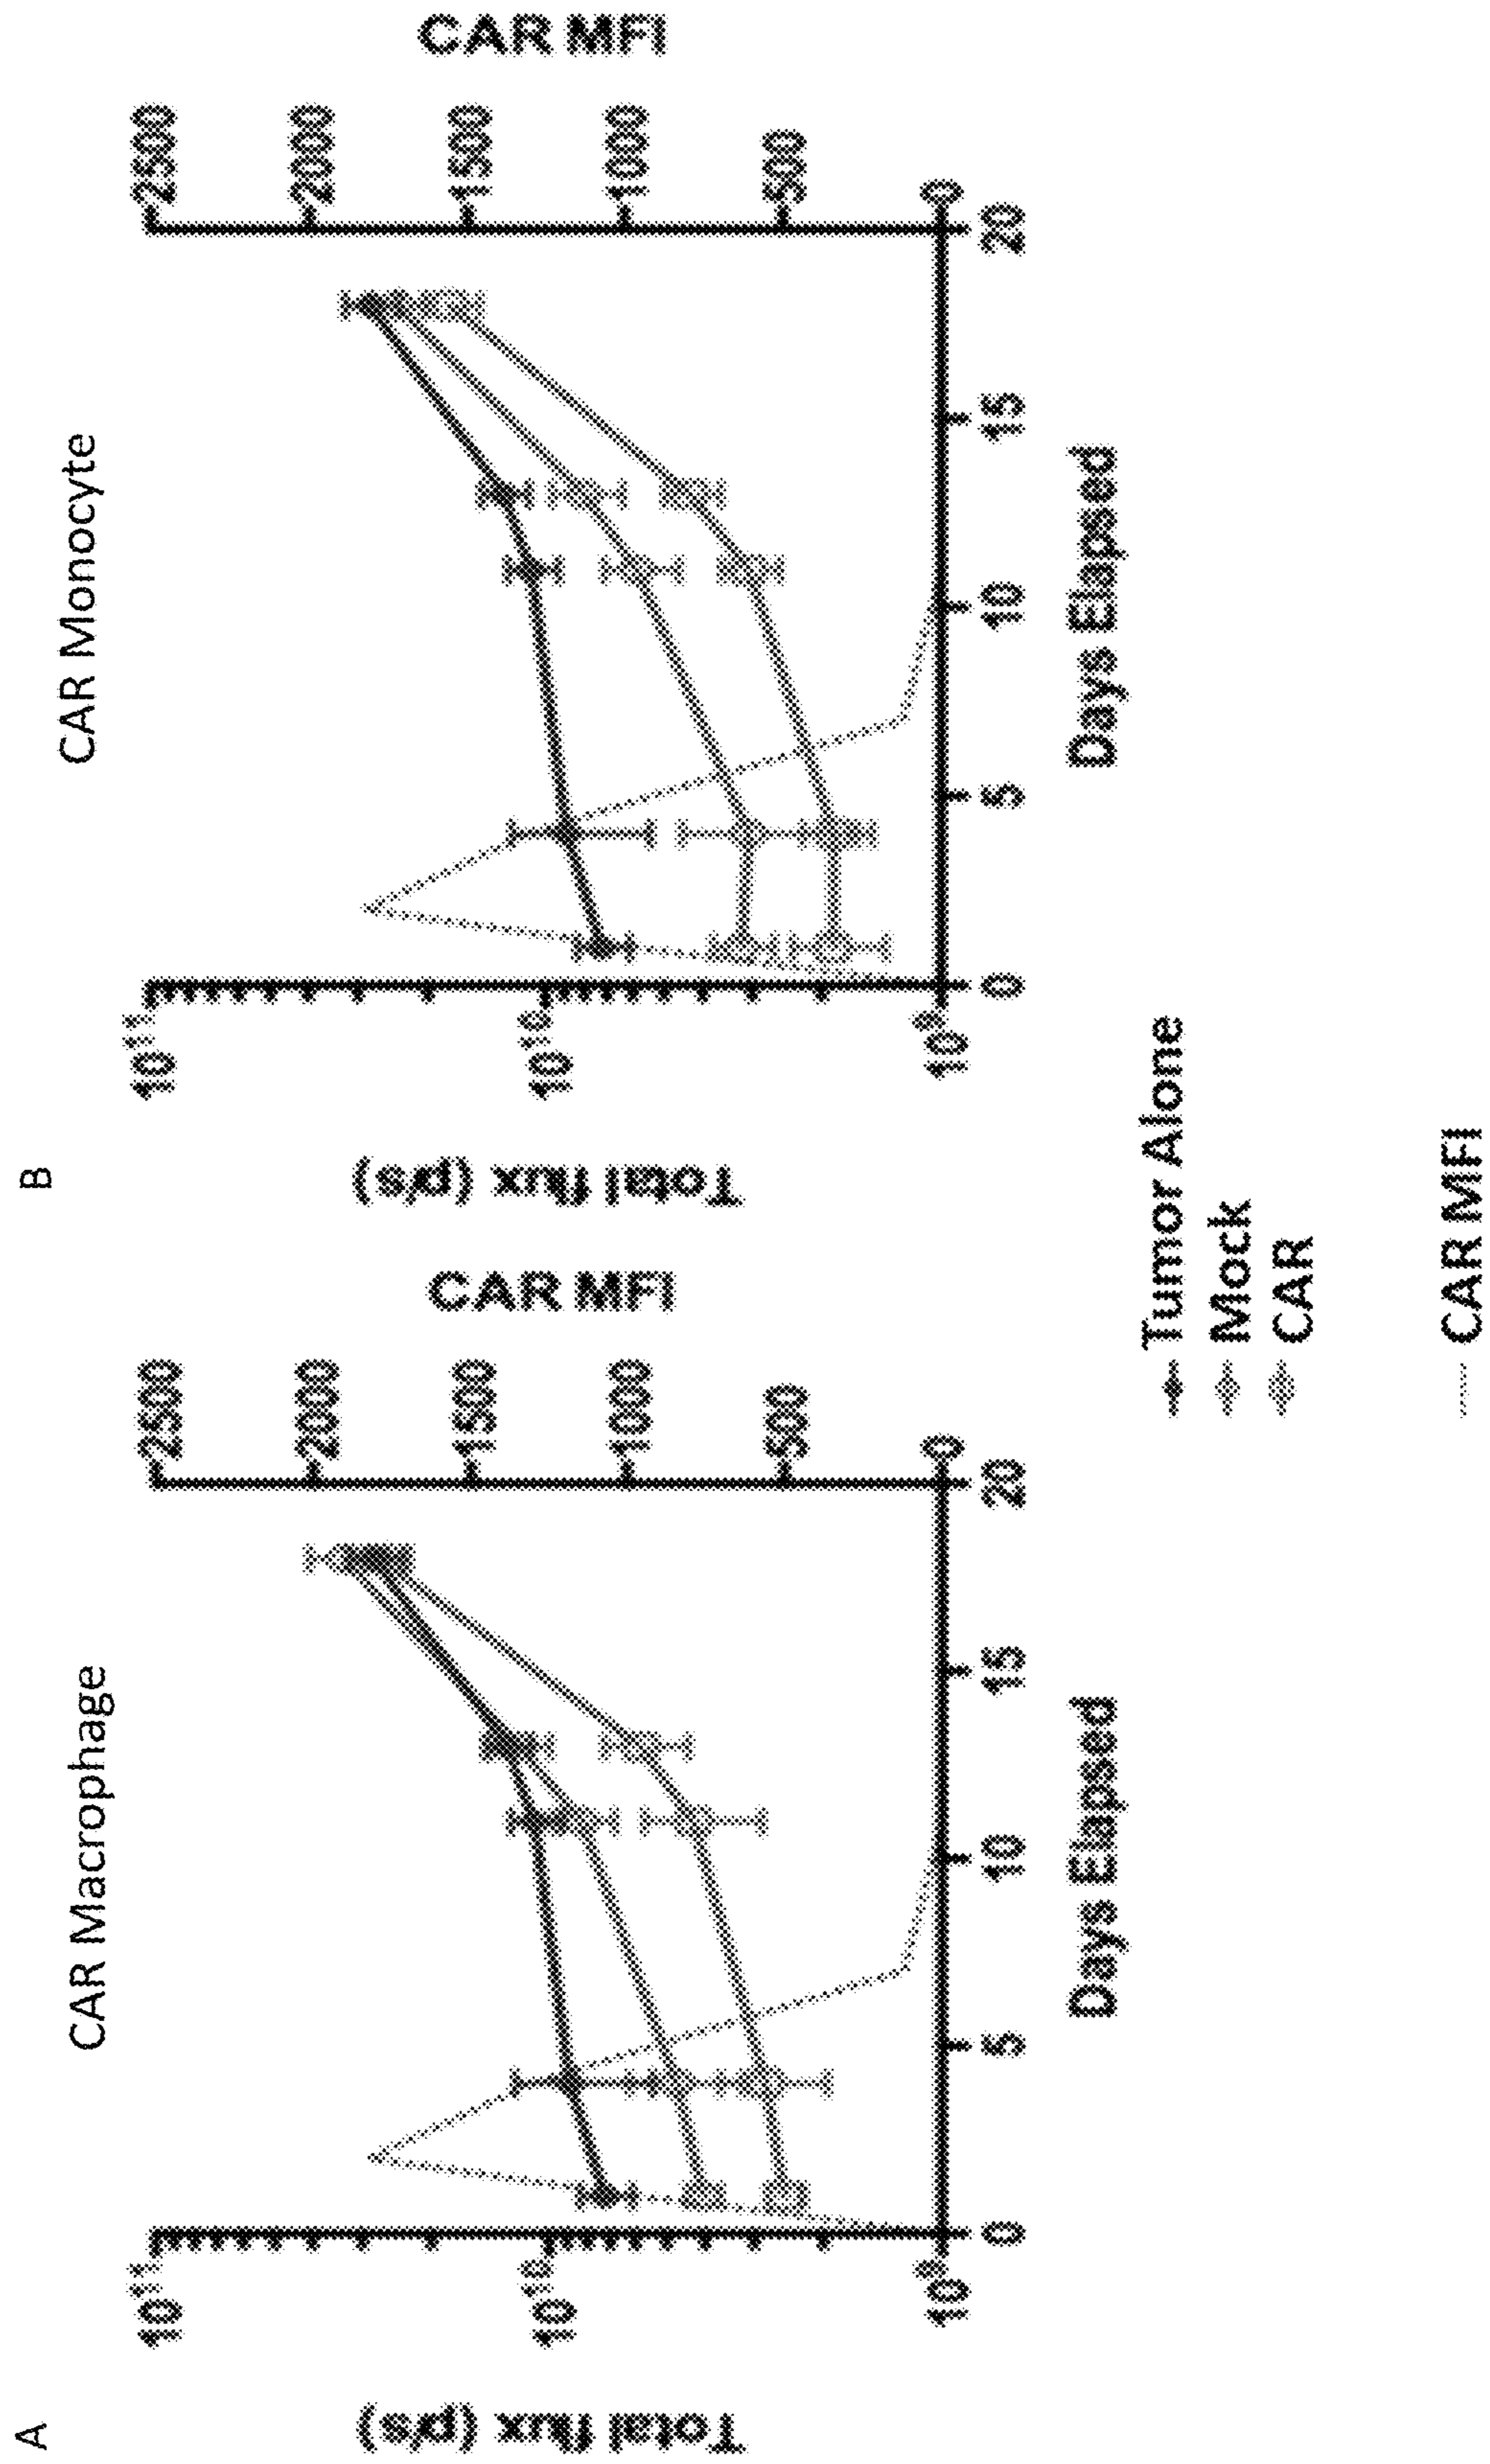 A
CAR Macrophage
Total flux (p/s)
10¹¹
10¹⁰
10⁹
CAR MFI
2500
2000
1500
1000
500
0
0
5
10
15
20
Days Elapsed
B
CAR Monocyte
Total flux (p/s)
10¹¹
10¹⁰
10⁹
CAR MFI
2500
2000
1500
1000
500
0
0
5
10
15
20
Days Elapsed
Tumor Alone
Mock
CAR
CAR MFI